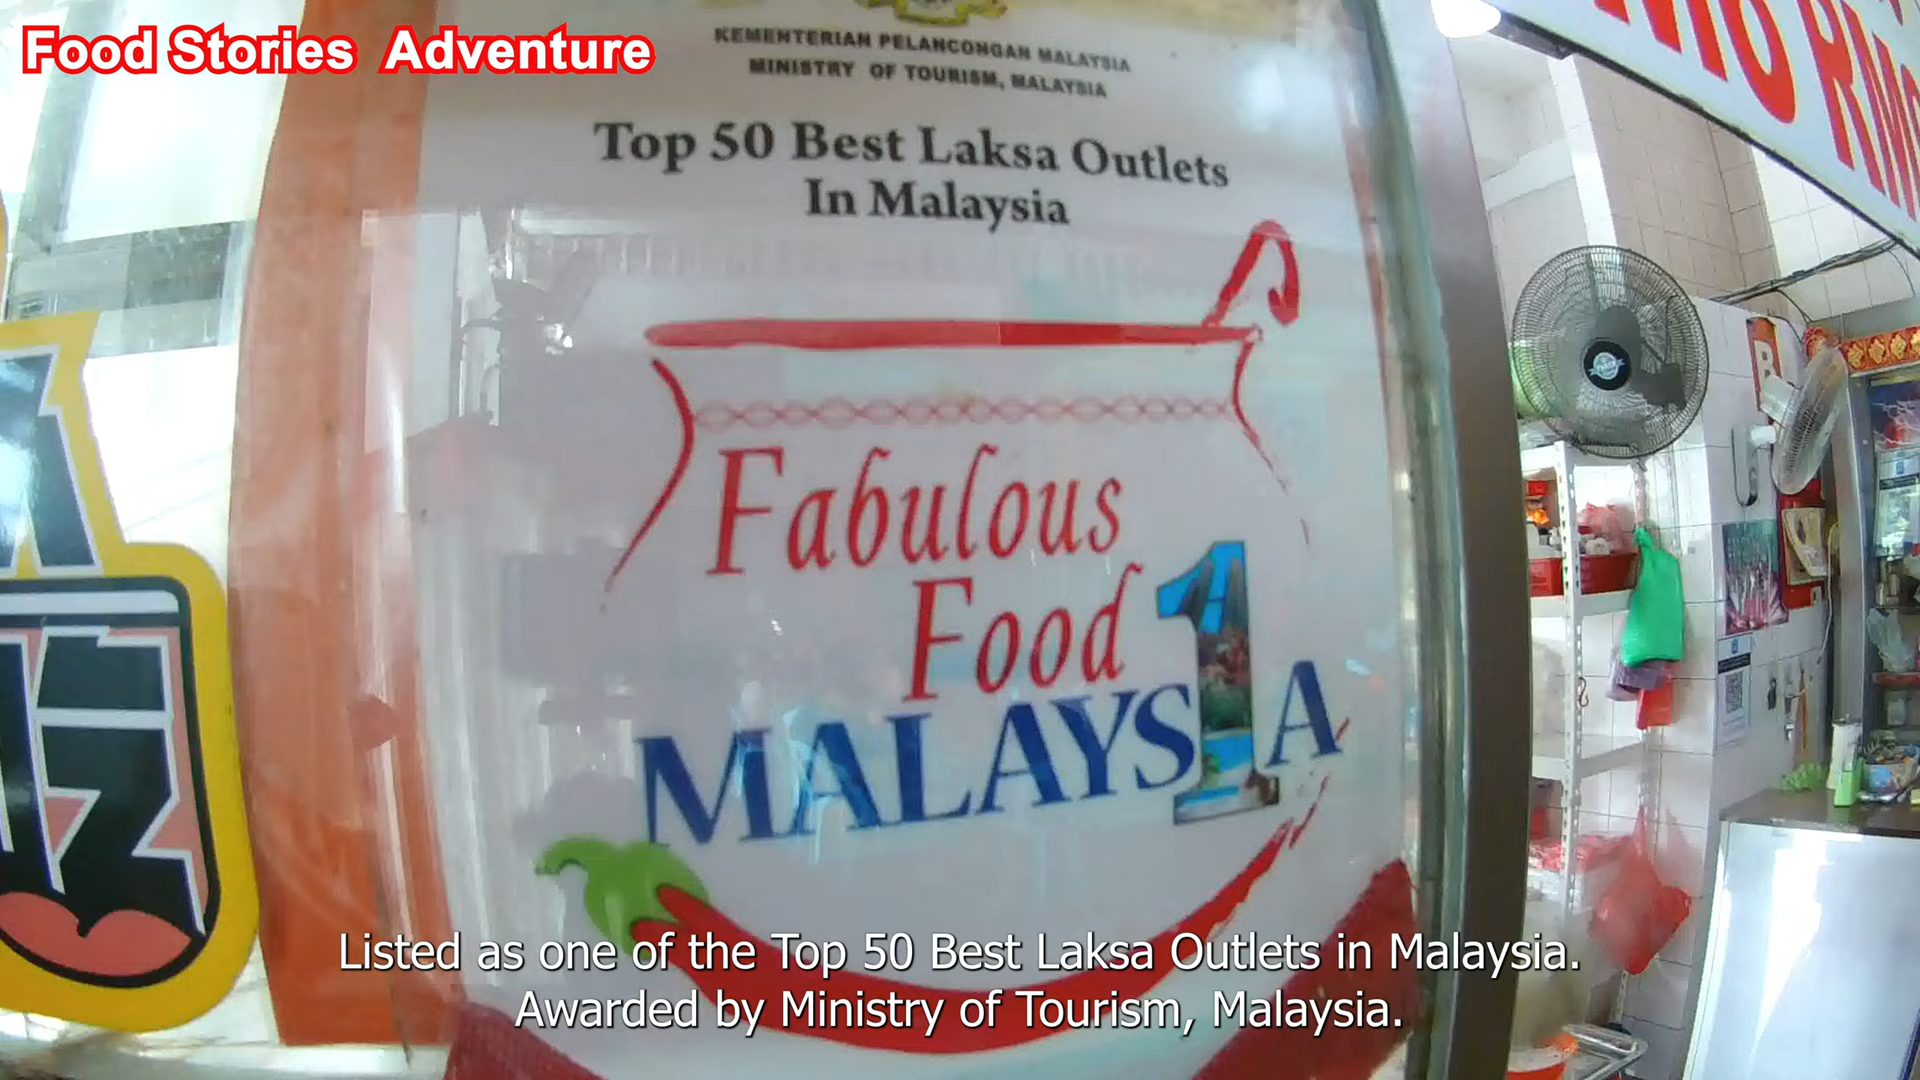 Food Stories Adventure
KEMENTERIAN PELANCONGAN MALAYSIA
MINISTRY OF TOURISM, MALAYSIA
Top 50 Best Laksa Outlets
In Malaysia
Fabulous
Food 1
MALAYSIA
Listed as one of the Top 50 Best Laksa Outlets in Malaysia.
Awarded by Ministry of Tourism, Malaysia.